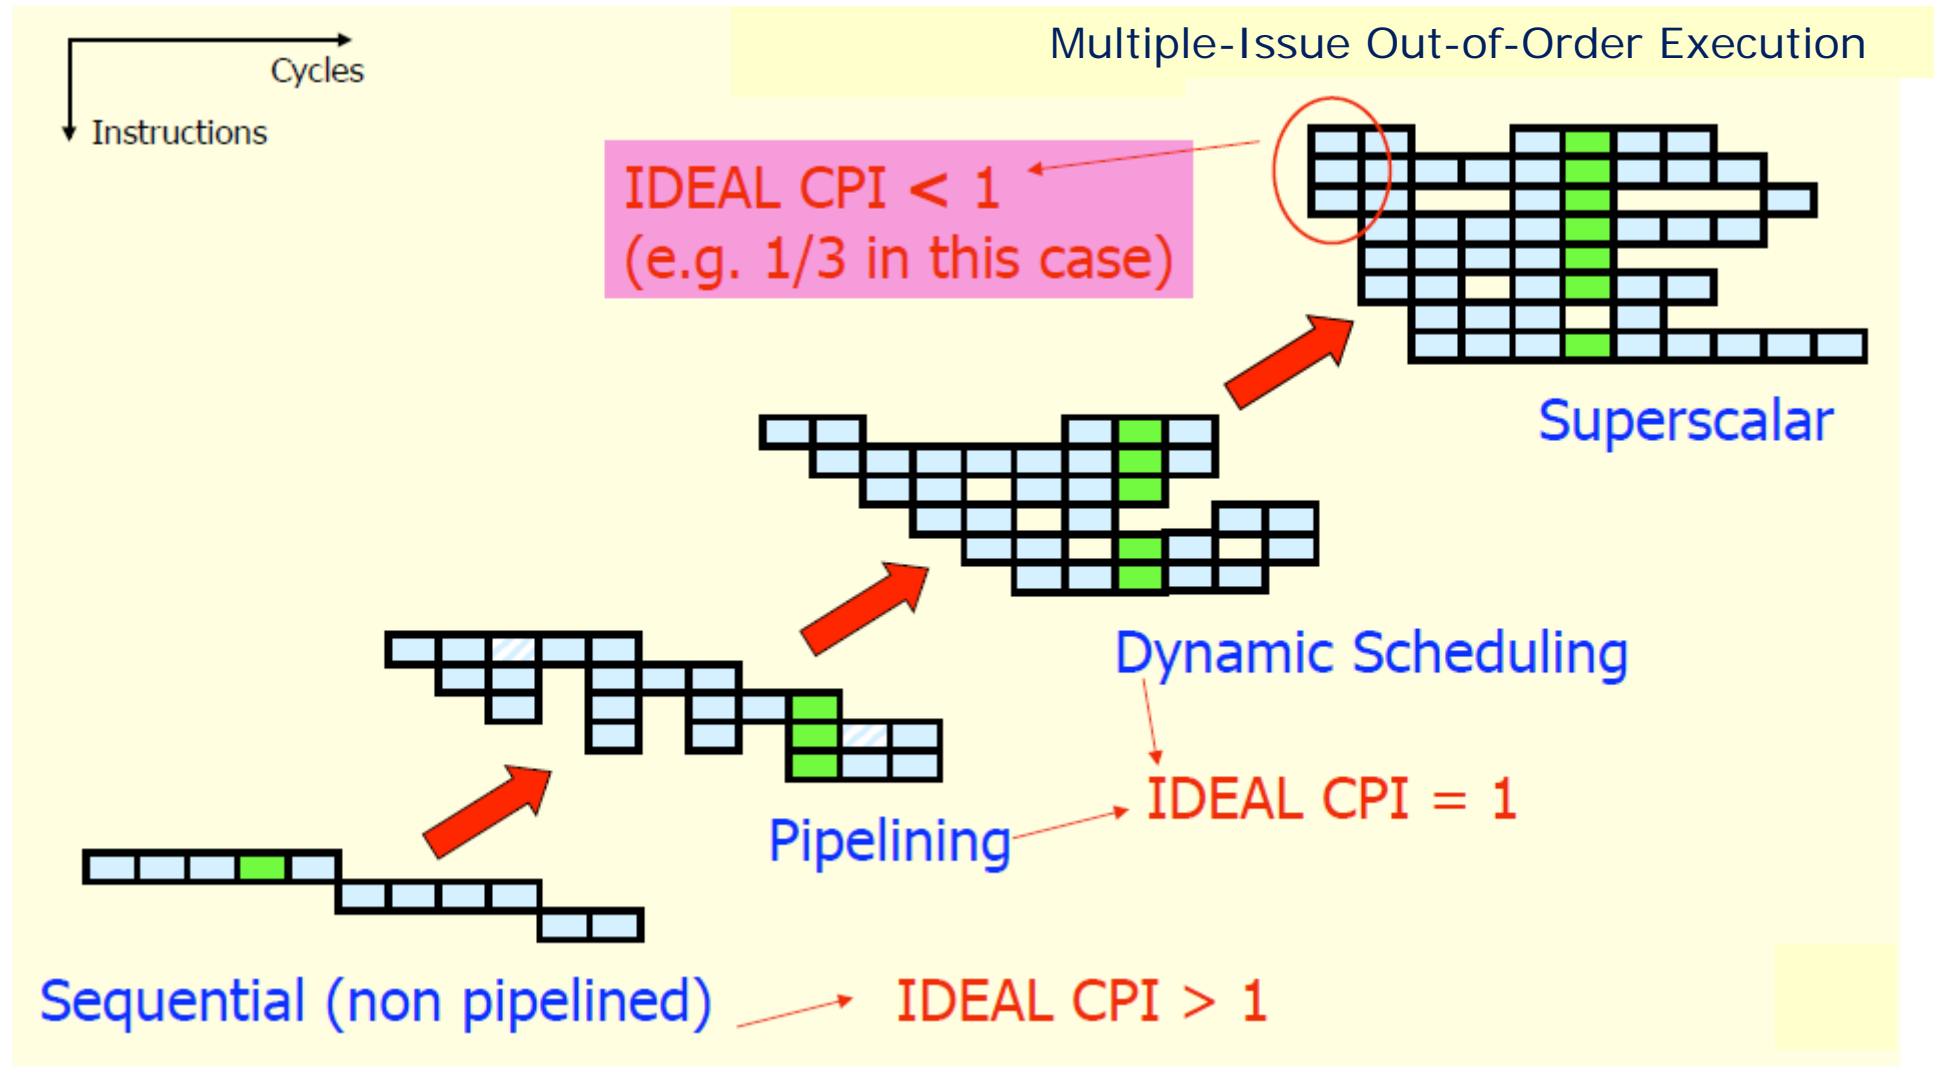 Multiple-Issue Out-of-Order Execution
Cycles
Instructions
IDEAL CPI < 1
(e.g. 1/3 in this case)
Superscalar
Dynamic Scheduling
IDEAL CPI = 1
Pipelining
Sequential (non pipelined)
IDEAL CPI > 1